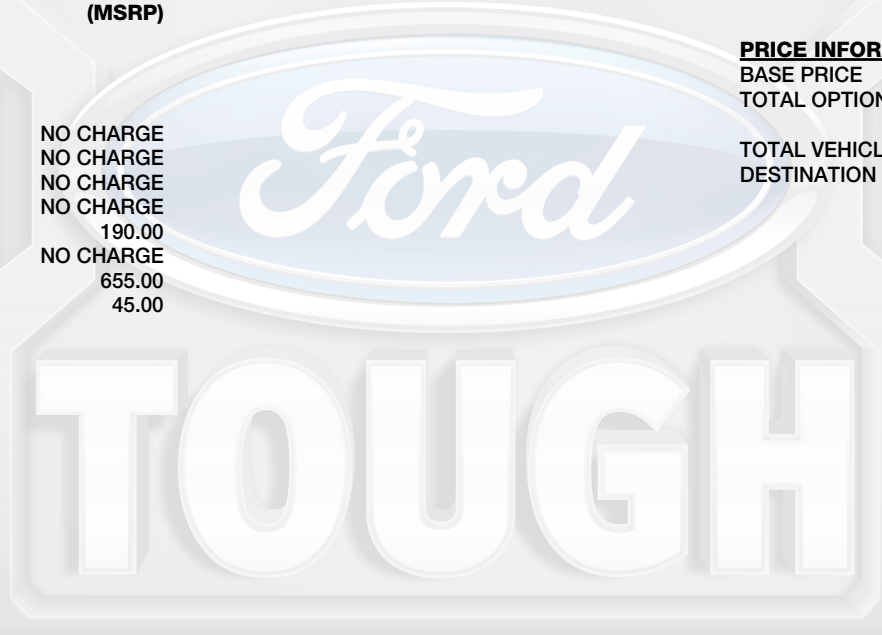 (MSRP)
NO CHARGE
NO CHARGE
NO CHARGE
NO CHARGE
190.00
NO CHARGE
655.00
45.00
PRICE INFOR
BASE PRICE
TOTAL OPTION
TOTAL VEHICL
DESTINATION
Ford
TOUGH